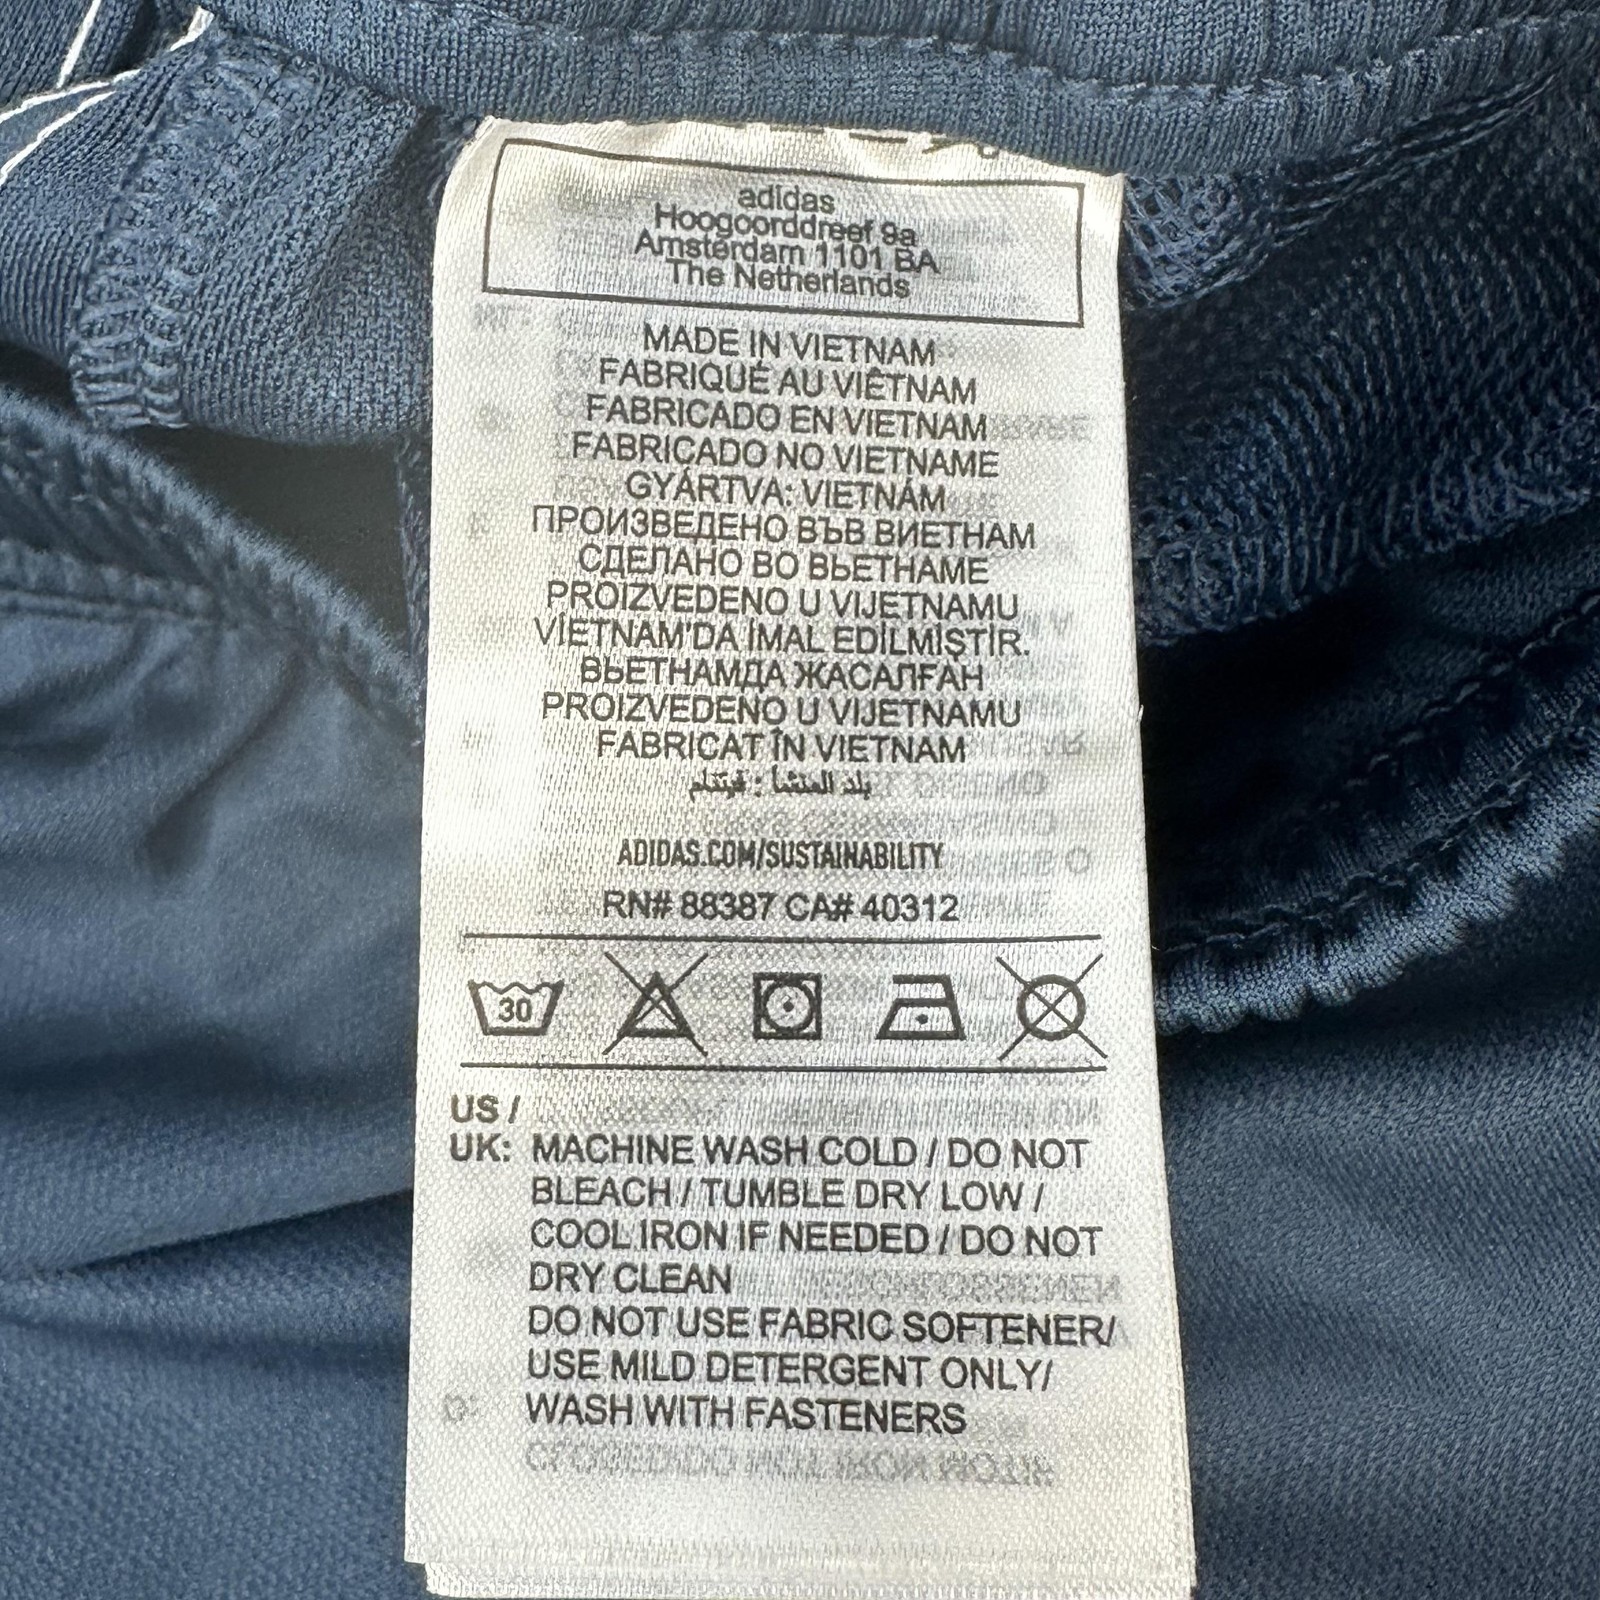 adidas
Hoogoorddreef 9a
Amsterdam 1101 BA
The Netherlands
MADE IN VIETNAM
FABRIQUÉ AU VIÊTNAM
FABRICADO EN VIETNAM
FABRICADO NO VIETNAME
GYÁRTVA: VIETNÁM
ПРОИЗВЕДЕНО ВЪВ ВИЕТНАМ
СДЕЛАНО ВО ВЬЕТНАМЕ
PROIZVEDENO U VIJETNAMU
VİETNAM'DA İMAL EDİLMİŞTİR.
ВЬЕТНАМДА ЖАСАЛҒАН
PROIZVEDENO U VIJETNAMU
FABRICAT ÎN VIETNAM
بلد المنشأ : فيتنام
ADIDAS.COM/SUSTAINABILITY
RN# 88387 CA# 40312
30
US /
UK: MACHINE WASH COLD / DO NOT
BLEACH / TUMBLE DRY LOW /
COOL IRON IF NEEDED / DO NOT
DRY CLEAN
DO NOT USE FABRIC SOFTENER/
USE MILD DETERGENT ONLY/
WASH WITH FASTENERS